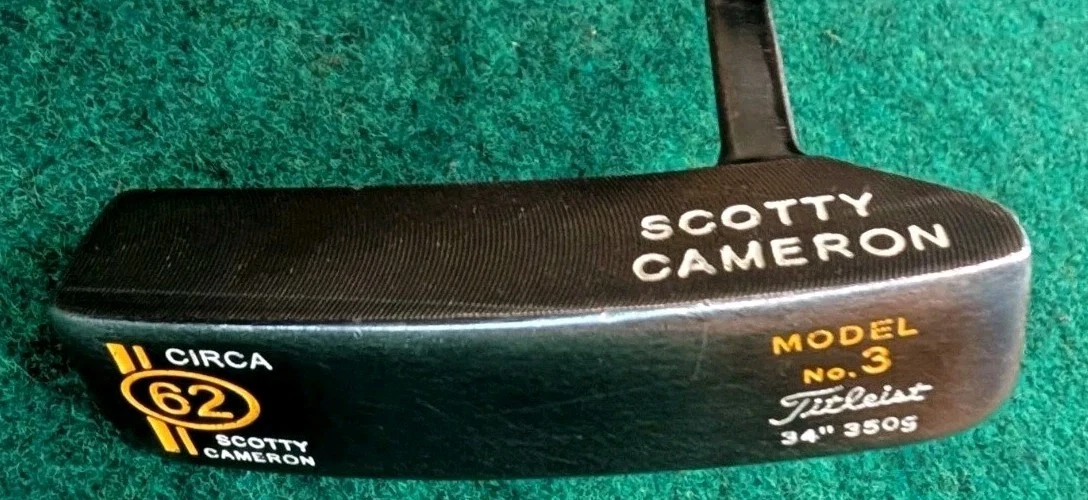 SCOTTY
CAMERON
CIRCA
62
SCOTTY
CAMERON
MODEL
No. 3
Titleist
34" 350g